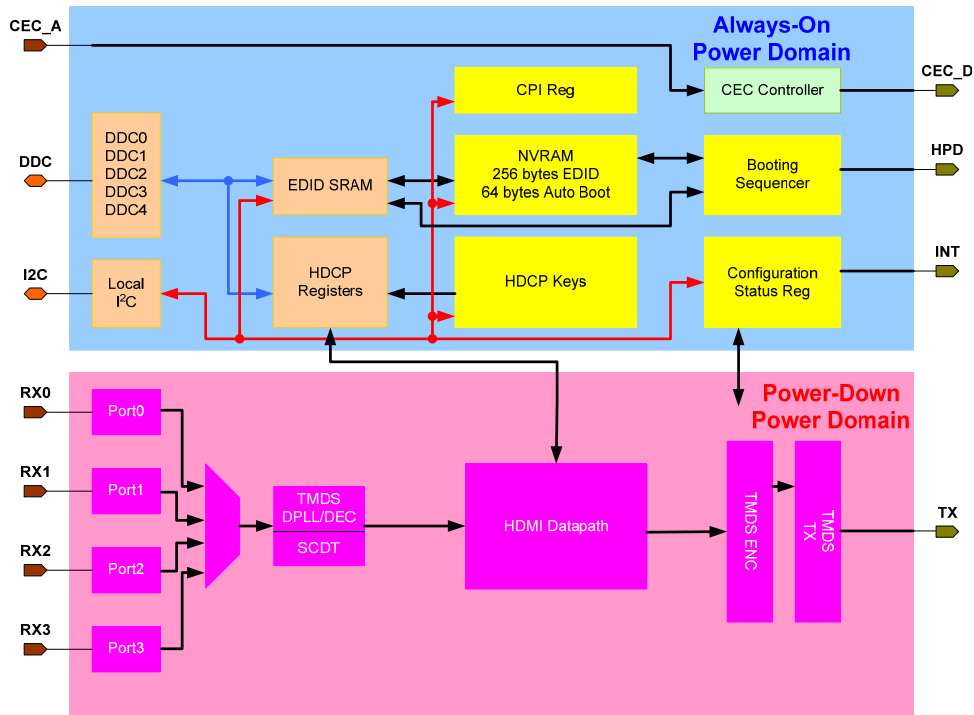 CEC_A
Always-On
Power Domain
CPI Reg
CEC Controller
CEC_D
DDC
DDC0
DDC1
DDC2
DDC3
DDC4
EDID SRAM
NVRAM
256 bytes EDID
64 bytes Auto Boot
Booting
Sequencer
HPD
I2C
Local
I²C
HDCP
Registers
HDCP Keys
Configuration
Status Reg
INT
Power-Down
Power Domain
RX0
Port0
RX1
Port1
RX2
Port2
RX3
Port3
TMDS
DPLL/DEC
SCDT
HDMI Datapath
TMDS ENC
TMDS
TX
TX